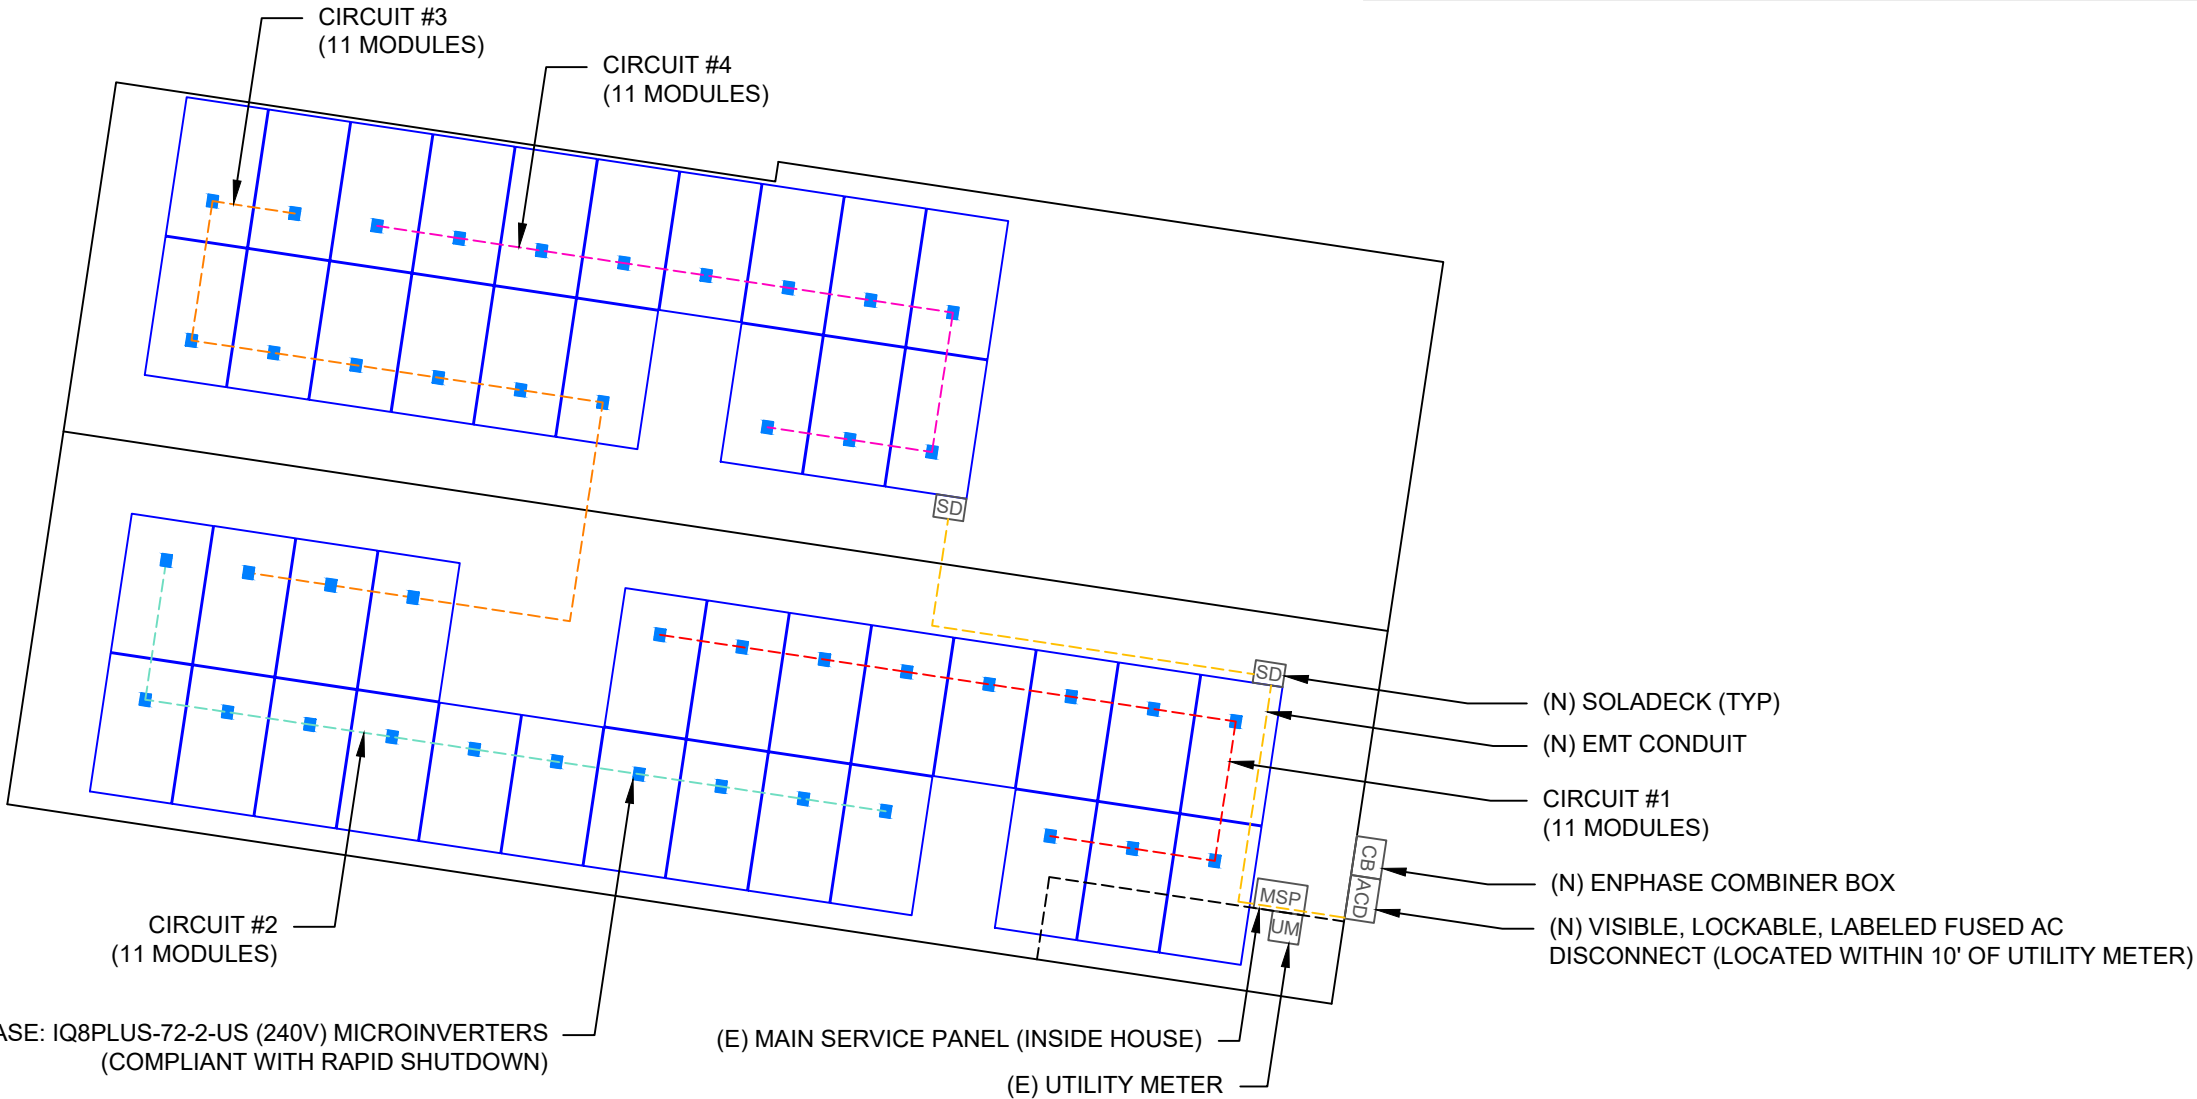 CIRCUIT #3
(11 MODULES)
CIRCUIT #4
(11 MODULES)
SD
SD
(N) SOLADECK (TYP)
(N) EMT CONDUIT
CIRCUIT #1
(11 MODULES)
CB
ACD
(N) ENPHASE COMBINER BOX
MSP
UM
(N) VISIBLE, LOCKABLE, LABELED FUSED AC
DISCONNECT (LOCATED WITHIN 10' OF UTILITY METER)
CIRCUIT #2
(11 MODULES)
ASE: IQ8PLUS-72-2-US (240V) MICROINVERTERS
(COMPLIANT WITH RAPID SHUTDOWN)
(E) MAIN SERVICE PANEL (INSIDE HOUSE)
(E) UTILITY METER